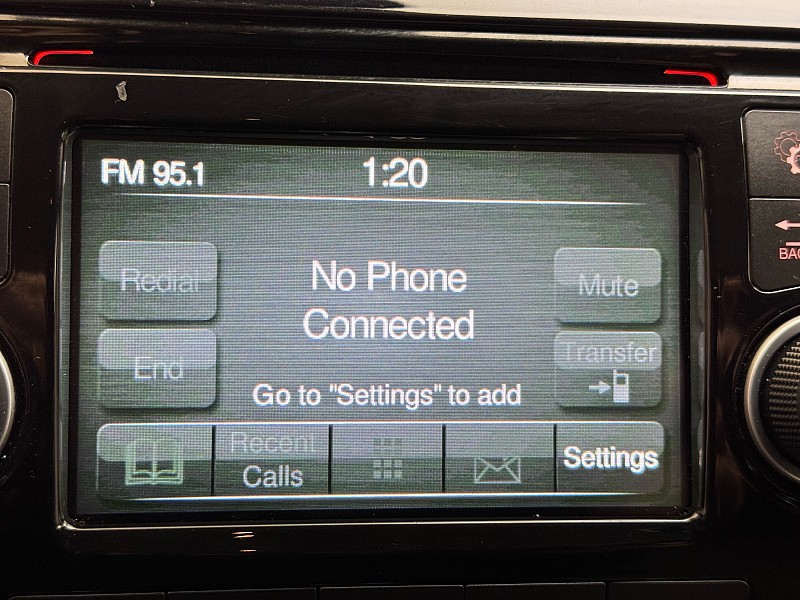 FM 95.1
1:20
Redial
No Phone
Connected
Mute
End
Transfer
Go to "Settings" to add
Recent
Calls
Settings